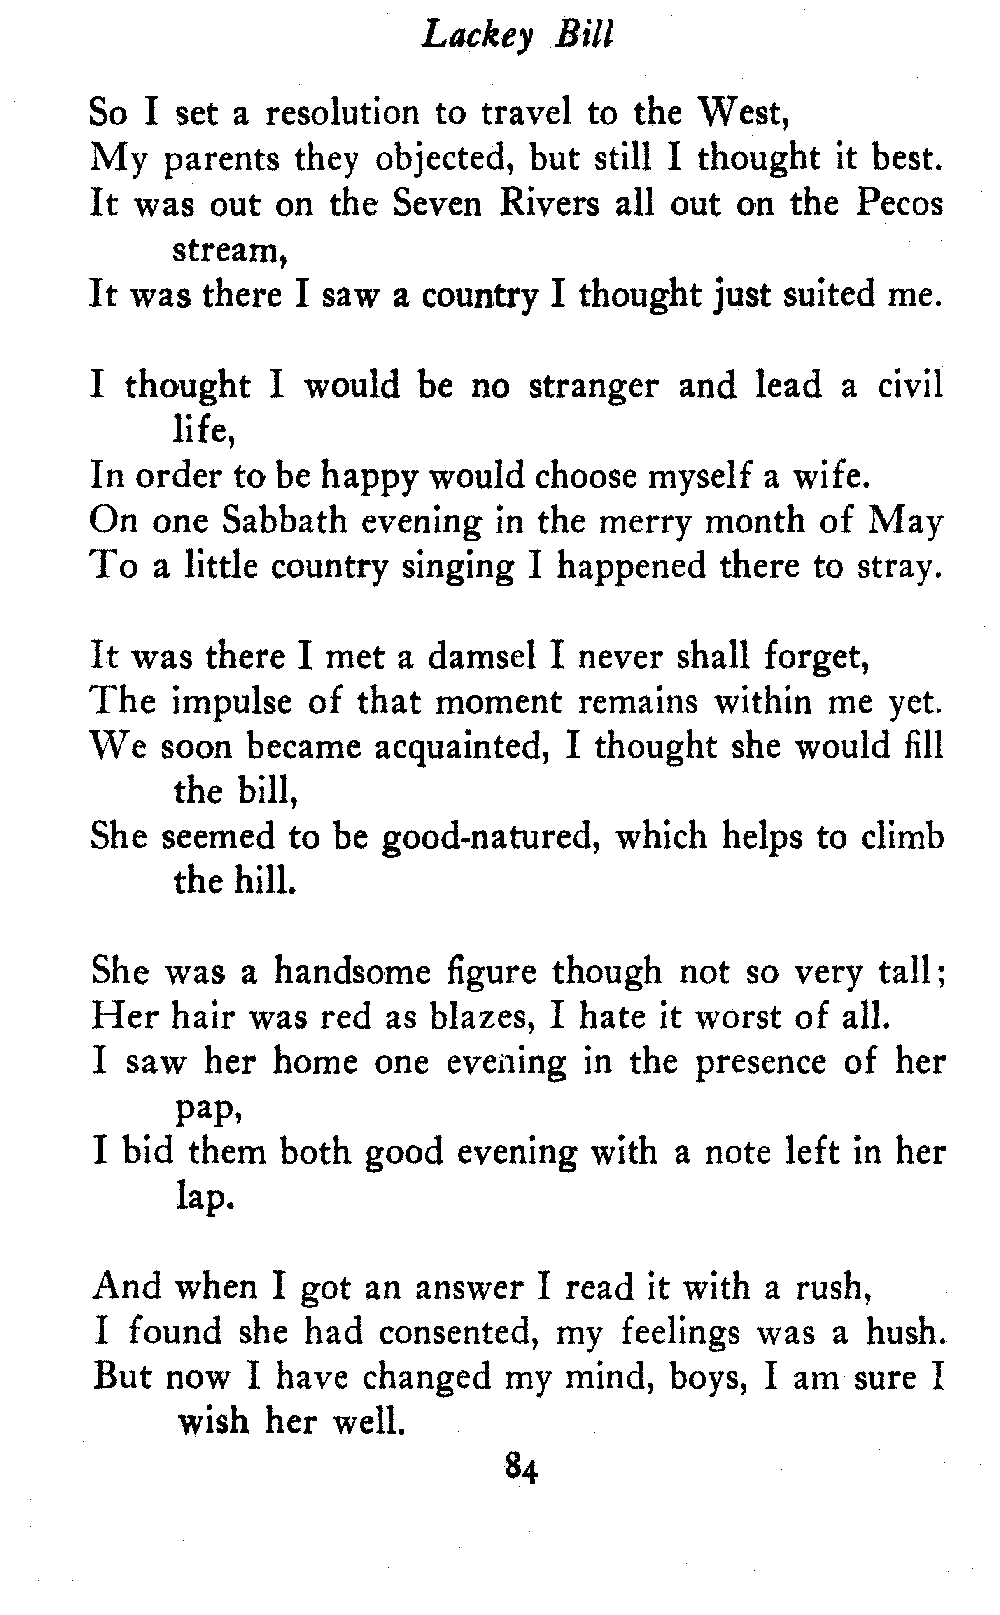 Lackey Bill
So I set a resolution to travel to the West,
My parents they objected, but still I thought it best.
It was out on the Seven Rivers all out on the Pecos
stream,
It was there I saw a country I thought just suited me.
I thought I would be no stranger and lead a civil
life,
In order to be happy would choose myself a wife.
On one Sabbath evening in the merry month of May
To a little country singing I happened there to stray.
It was there I met a damsel I never shall forget,
The impulse of that moment remains within me yet.
We soon became acquainted, I thought she would fill
the bill,
She seemed to be good-natured, which helps to climb
the hill.
She was a handsome figure though not so very tall;
Her hair was red as blazes, I hate it worst of all.
I saw her home one evening in the presence of her
pap,
I bid them both good evening with a note left in her
lap.
And when I got an answer I read it with a rush,
I found she had consented, my feelings was a hush.
But now I have changed my mind, boys, I am sure I
wish her well.
84